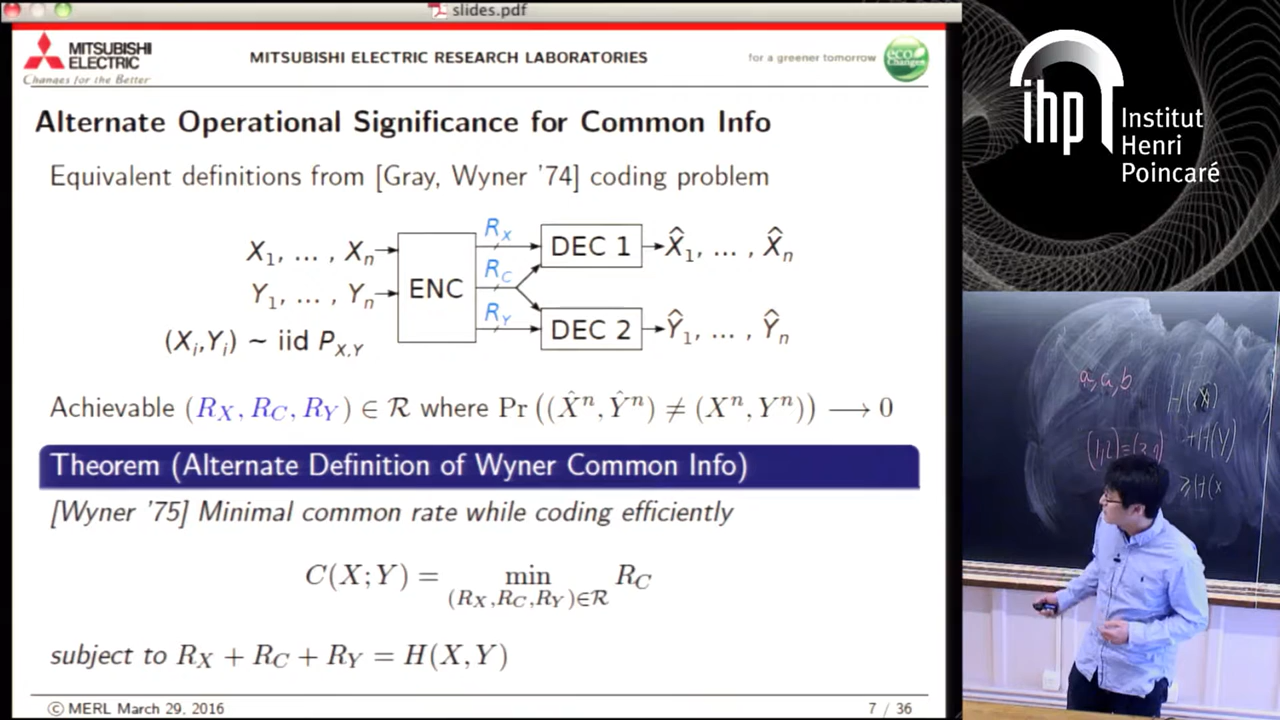 slides.pdf
MITSUBISHI ELECTRIC
Changes for the Better
MITSUBISHI ELECTRIC RESEARCH LABORATORIES
for a greener tomorrow
eco Changes
Alternate Operational Significance for Common Info
Equivalent definitions from [Gray, Wyner '74] coding problem
X₁, ... , Xₙ
Y₁, ... , Yₙ
(Xᵢ,Yᵢ) ~ iid P_{X,Y}
ENC
R_X
R_C
R_Y
DEC 1
DEC 2
X̂₁, ... , X̂ₙ
Ŷ₁, ... , Ŷₙ
Achievable (R_X, R_C, R_Y) ∈ ℛ where Pr ((X̂ⁿ, Ŷⁿ) ≠ (Xⁿ, Yⁿ)) ⟶ 0
Theorem (Alternate Definition of Wyner Common Info)
[Wyner '75] Minimal common rate while coding efficiently
C(X; Y) = min_{(R_X,R_C,R_Y)∈ℛ} R_C
subject to R_X + R_C + R_Y = H(X, Y)
© MERL March 29, 2016
7 / 36
ihp
Institut
Henri
Poincaré
a, a, b
H(X)
+H(Y)
≥H(X